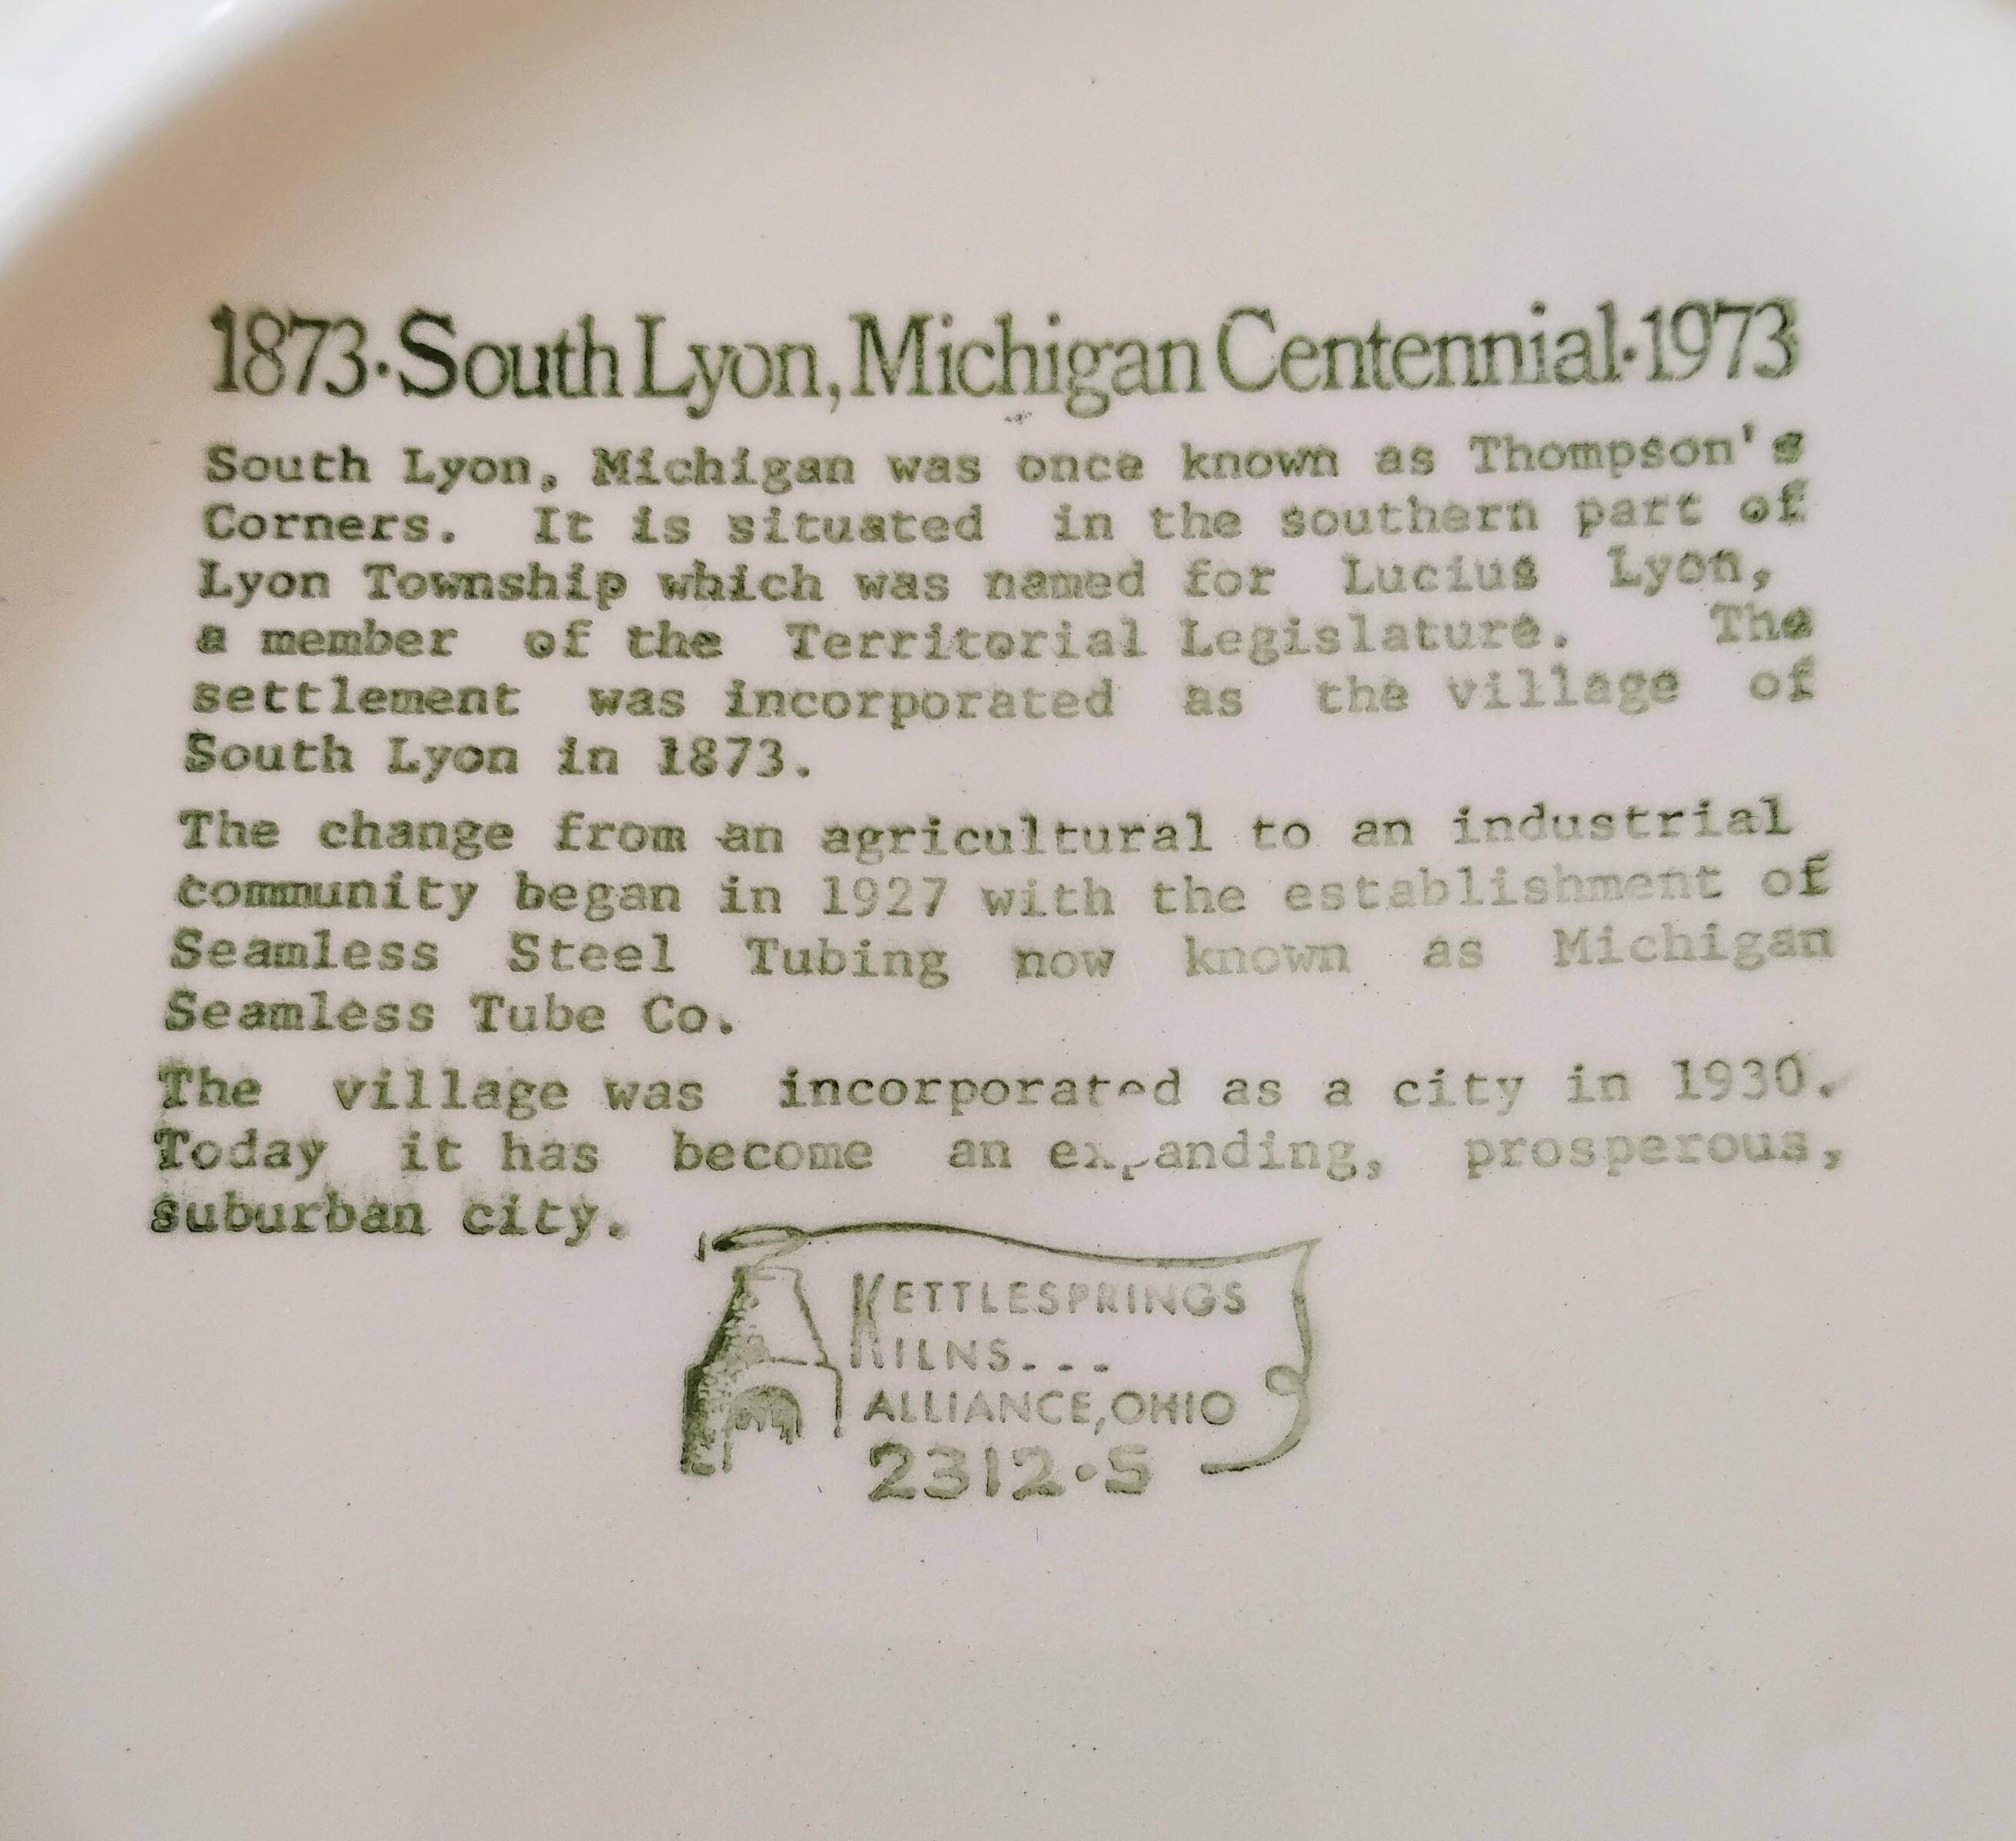 1873·South Lyon, Michigan Centennial·1973
South Lyon, Michigan was once known as Thompson's
Corners. It is situated in the southern part of
Lyon Township which was named for Lucius Lyon,
a member of the Territorial Legislature. The
settlement was incorporated as the village of
South Lyon in 1873.
The change from an agricultural to an industrial
community began in 1927 with the establishment of
Seamless Steel Tubing now known as Michigan
Seamless Tube Co.
The village was incorporated as a city in 1930.
Today it has become an expanding, prosperous,
suburban city.
KETTLESPRINGS
KILNS...
ALLIANCE, OHIO
2312·S